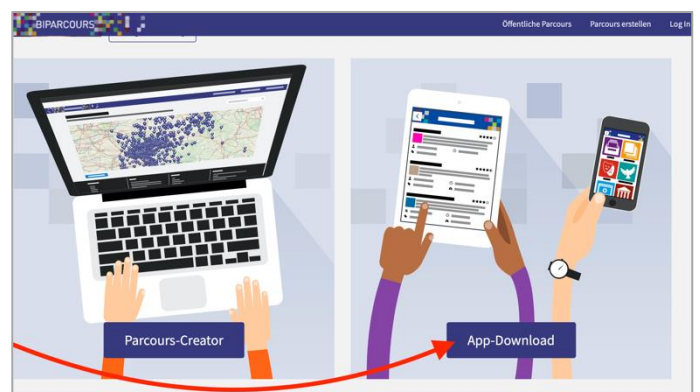 BIPARCOURS
Öffentliche Parcours Parcours erstellen Log In
Parcours-Creator
App-Download